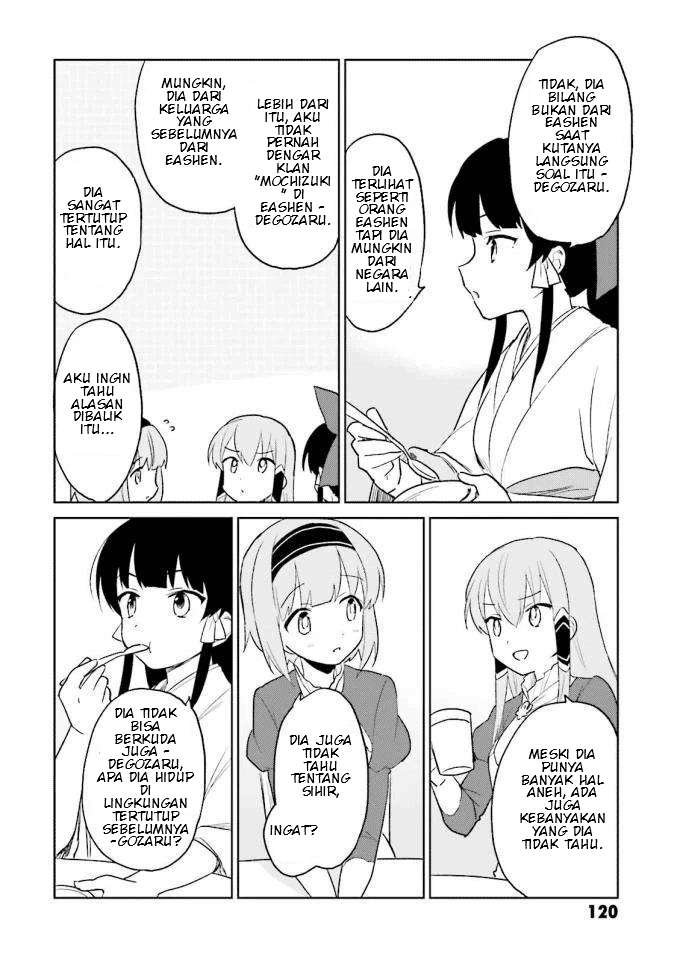 TIDAK, DIA
BILANG
BUKAN DARI
EASHEN
SAAT
KUTANYA
LANGSUNG
SOAL ITU -
DEGOZARU.
DIA
TERLIHAT
SEPERTI
ORANG
EASHEN
TAPI DIA
MUNGKIN
DARI
NEGARA
LAIN.
LEBIH DARI
ITU, AKU
TIDAK
PERNAH
DENGAR
KLAN
"MOCHIZUKI
" DI
EASHEN -
DEGOZARU.
MUNGKIN,
DIA DARI
KELUARGA
YANG
SEBELUMNYA
DARI
EASHEN.
DIA
SANGAT
TERTUTUP
TENTANG
HAL ITU.
AKU INGIN
TAHU
ALASAN
DIBALIK
ITU...
MESKI DIA
PUNYA
BANYAK HAL
ANEH, ADA
JUGA
KEBANYAKAN
YANG DIA
TIDAK TAHU.
DIA JUGA
TIDAK
TAHU
TENTANG
SIHIR,
INGAT?
DIA TIDAK
BISA
BERKUDA
JUGA -
DEGOZARU,
APA DIA HIDUP
DI
LINGKUNGAN
TERTUTUP
SEBELUMNYA
-GOZARU?
120